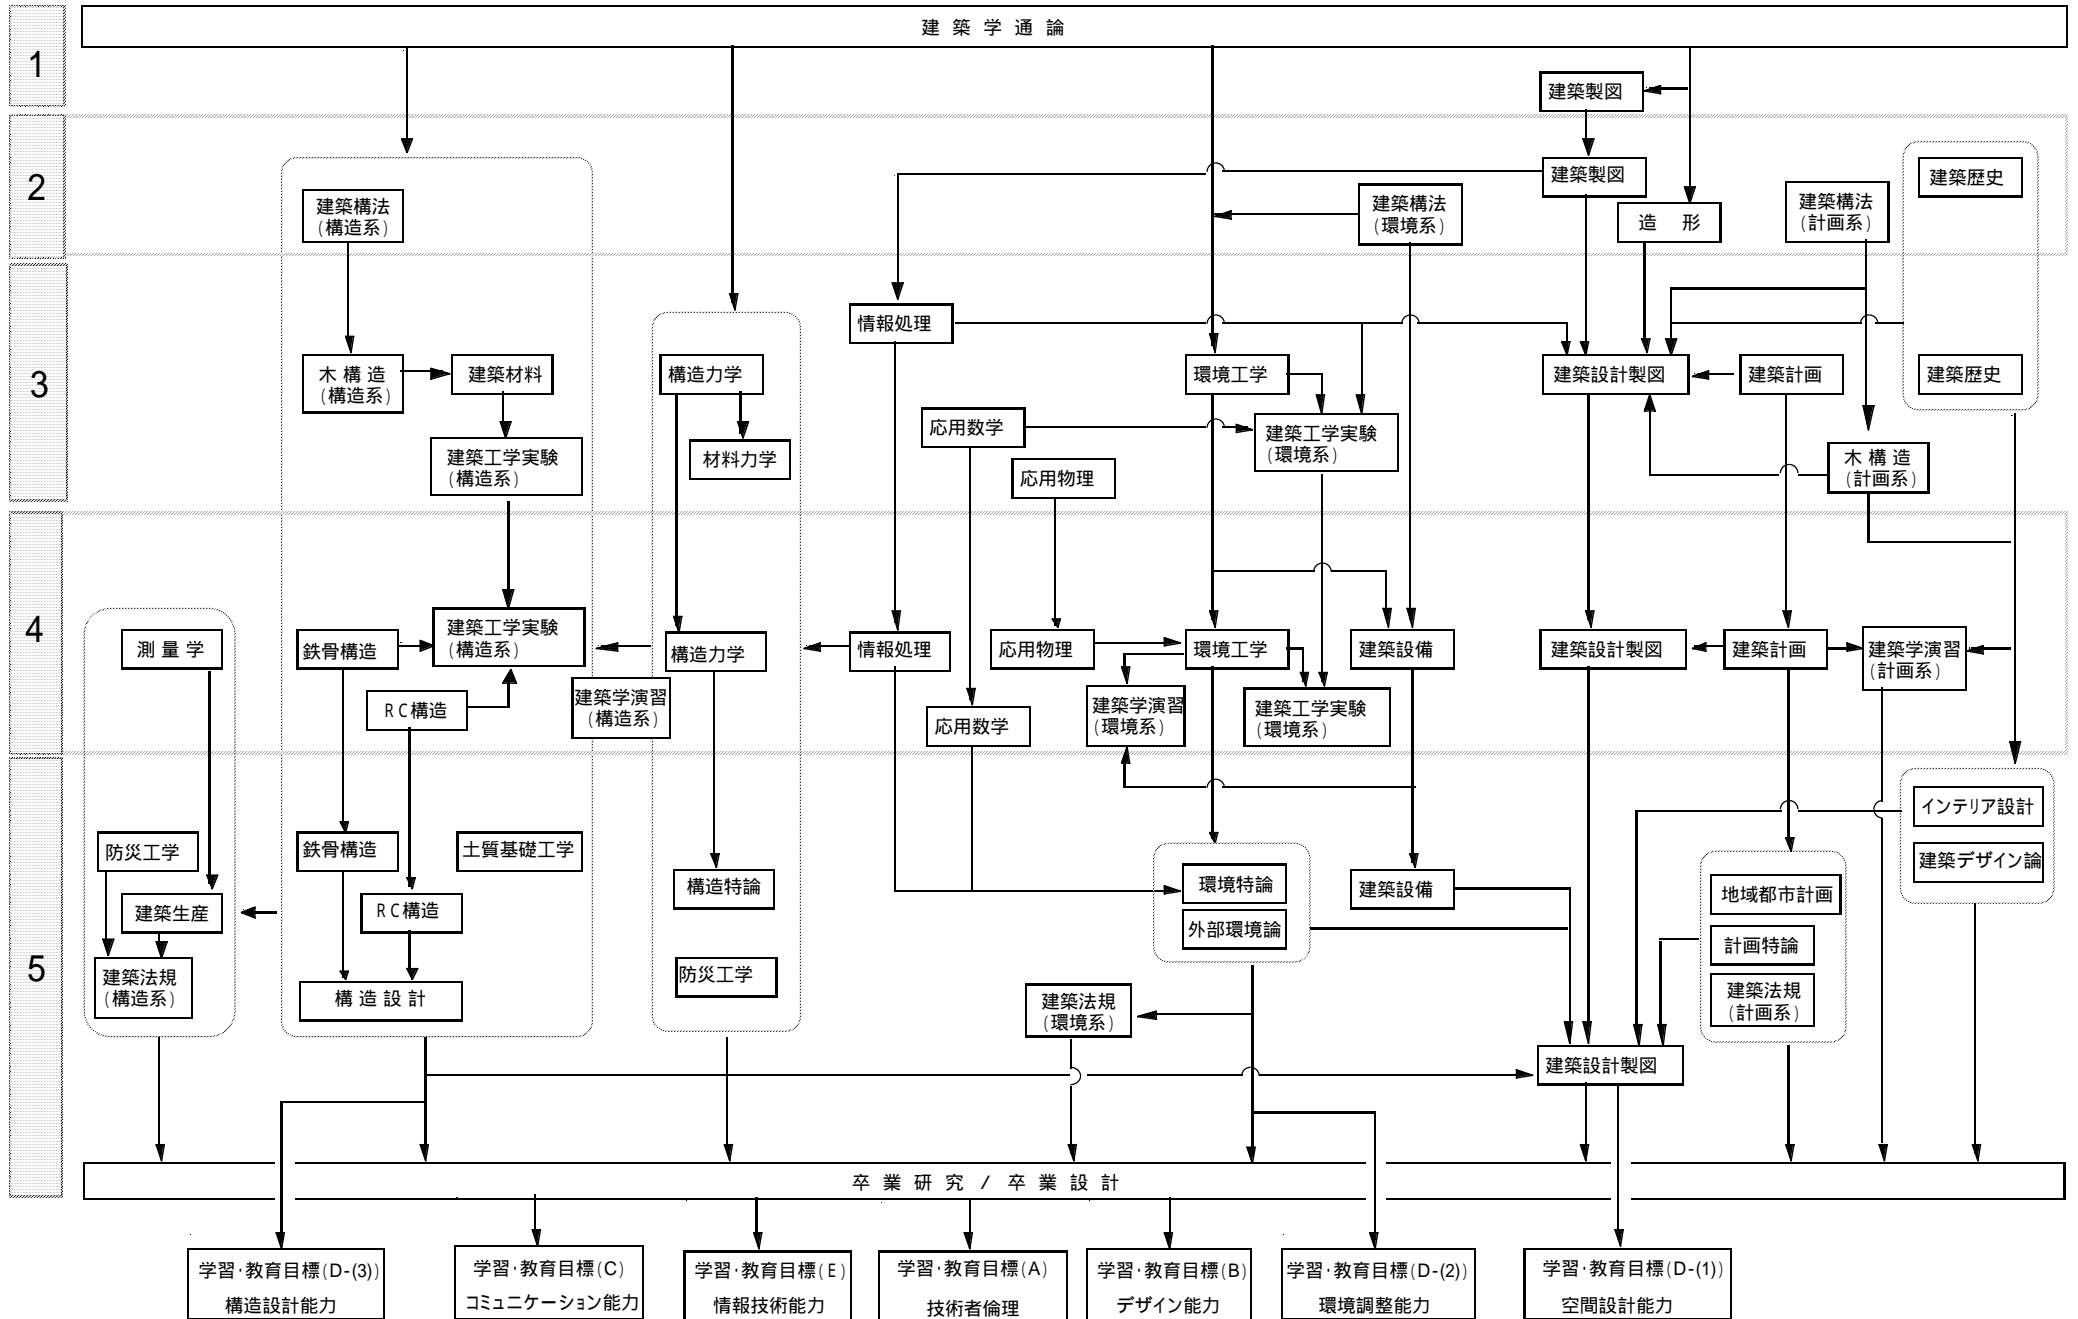 建築学通論
1
建築製図
2
建築構法
(構造系)
建築製図
建築構法
(環境系)
造 形
建築構法
(計画系)
建築歴史
3
情報処理
木構造
(構造系)
建築材料
構造力学
環境工学
建築設計製図
建築計画
建築歴史
建築工学実験
(構造系)
材料力学
応用数学
建築工学実験
(環境系)
応用物理
木構造
(計画系)
4
測量学
鉄骨構造
建築工学実験
(構造系)
構造力学
情報処理
応用物理
環境工学
建築設備
建築設計製図
建築計画
建築学演習
(計画系)
RC構造
建築学演習
(構造系)
応用数学
建築学演習
(環境系)
建築工学実験
(環境系)
5
インテリア設計
防災工学
鉄骨構造
土質基礎工学
建築デザイン論
構造特論
環境特論
建築設備
地域都市計画
建築生産
RC構造
外部環境論
計画特論
建築法規
(構造系)
構造設計
防災工学
建築法規
(環境系)
建築法規
(計画系)
建築設計製図
卒業研究/卒業設計
学習・教育目標(D-(3))
構造設計能力
学習・教育目標(C)
コミュニケーション能力
学習・教育目標(E)
情報技術能力
学習・教育目標(A)
技術者倫理
学習・教育目標(B)
デザイン能力
学習・教育目標(D-(2))
環境調整能力
学習・教育目標(D-(1))
空間設計能力